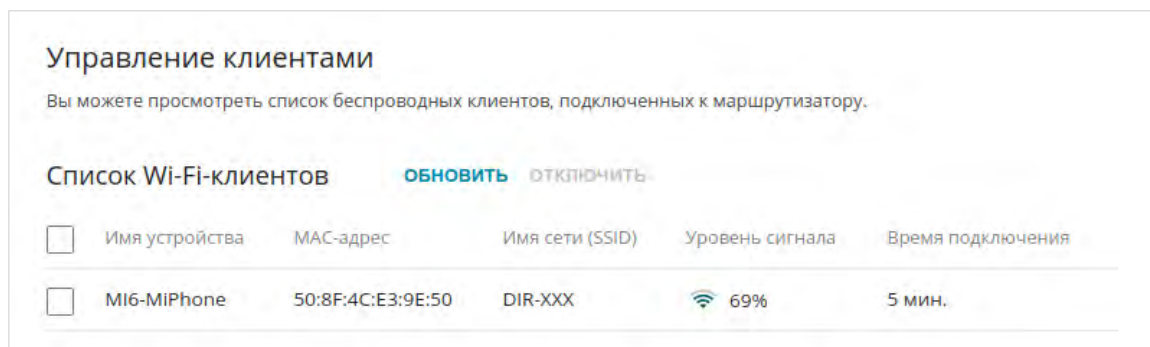 Управление клиентами
Вы можете просмотреть список беспроводных клиентов, подключенных к маршрутизатору.
Список Wi-Fi-клиентов ОБНОВИТЬ ОТКЛЮЧИТЬ
Имя устройства MAC-адрес Имя сети (SSID) Уровень сигнала Время подключения
MI6-MiPhone 50:8F:4C:E3:9E:50 DIR-XXX 69% 5 мин.